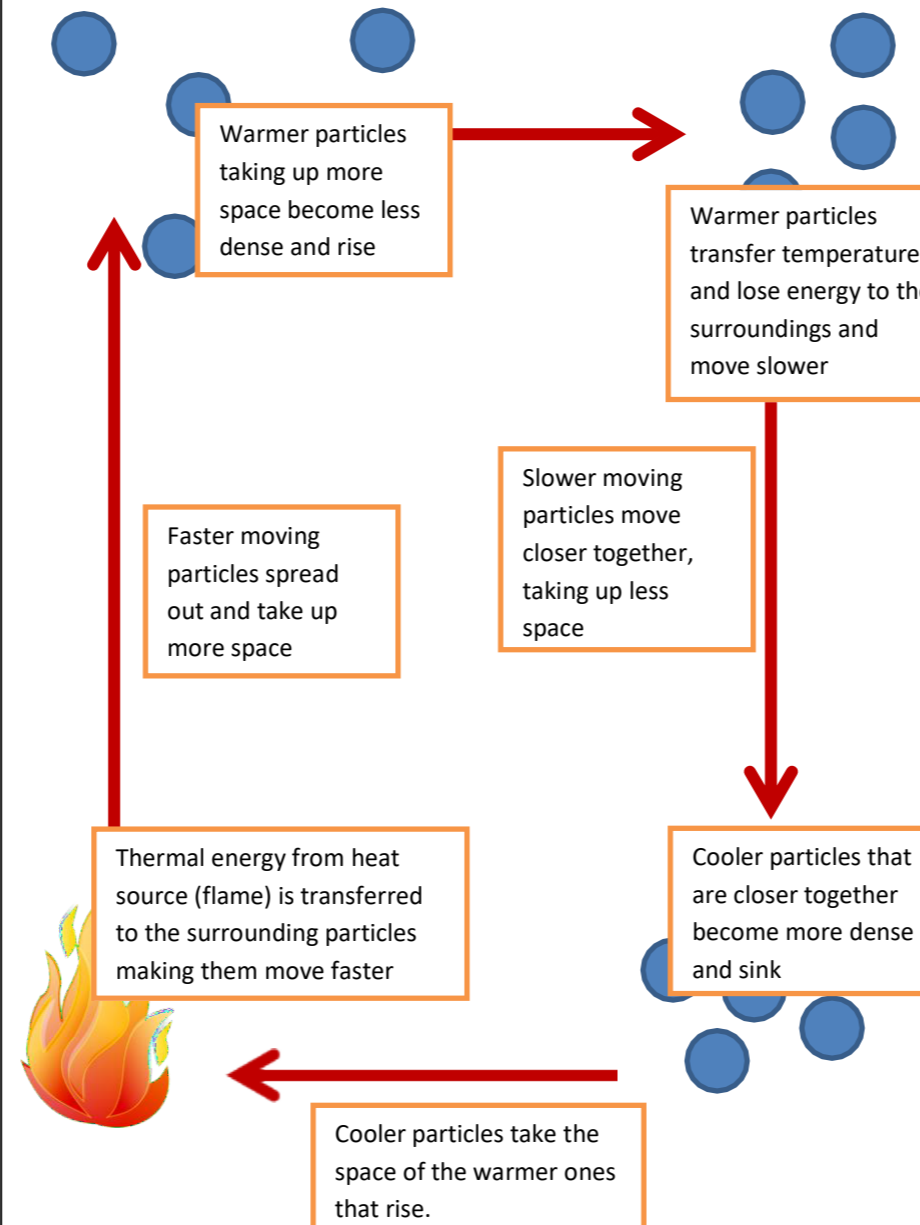 Warmer particles
taking up more
space become less
dense and rise
Warmer particles
transfer temperature
and lose energy to
surroundings and
move slower
Slower moving
particles move
closer together,
taking up less
space
Faster moving
particles spread
out and take up
more space
Thermal energy from heat
source (flame) is transferred
to the surrounding particles
making them move faster
Cooler particles that
are closer together
become more dense
and sink
Cooler particles take the
space of the warmer ones
that rise.